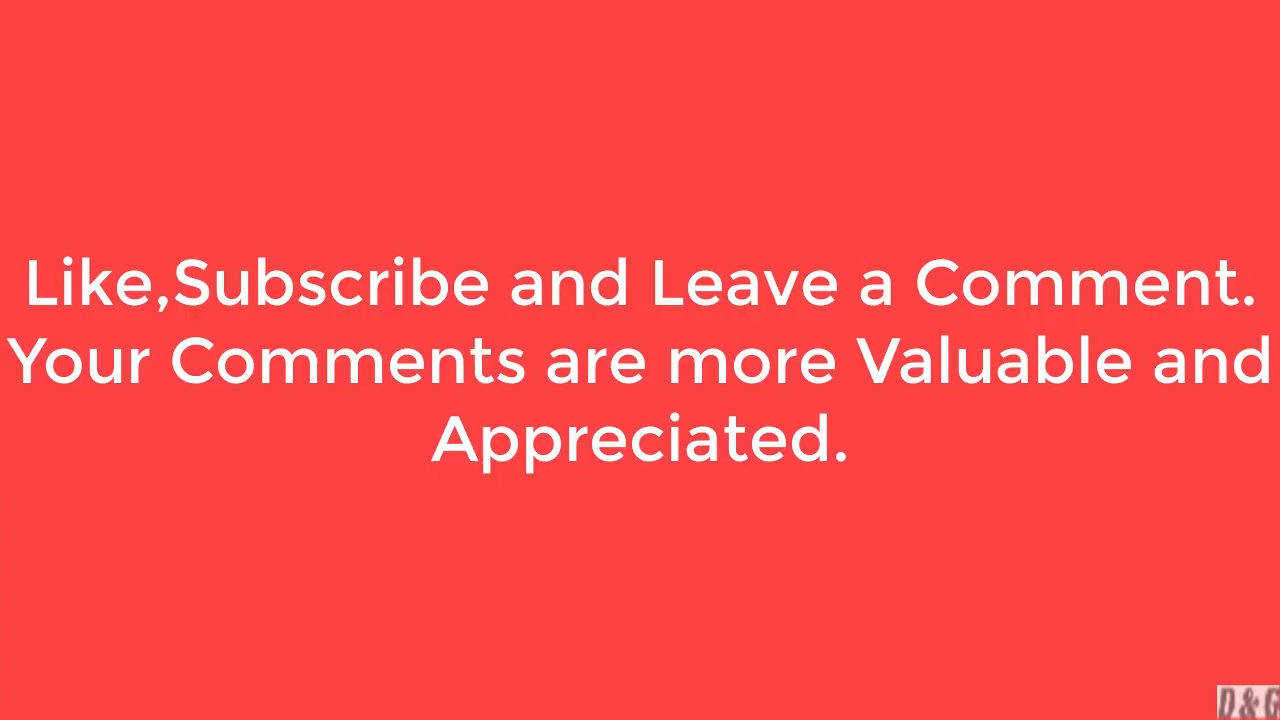 Like,Subscribe and Leave a Comment.
Your Comments are more Valuable and
Appreciated.
D & G